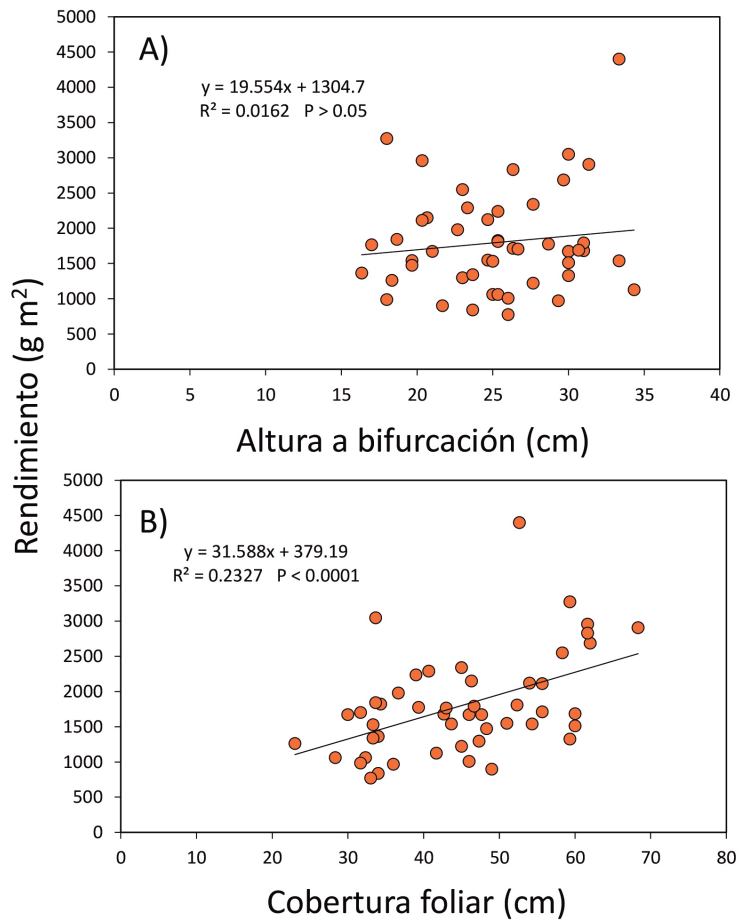 Rendimiento (g m²)
A)
y = 19.554x + 1304.7
R² = 0.0162 P > 0.05
5000
4500
4000
3500
3000
2500
2000
1500
1000
500
0
0 5 10 15 20 25 30 35 40
Altura a bifurcación (cm)
B)
y = 31.588x + 379.19
R² = 0.2327 P < 0.0001
5000
4500
4000
3500
3000
2500
2000
1500
1000
500
0
0 10 20 30 40 50 60 70 80
Cobertura foliar (cm)